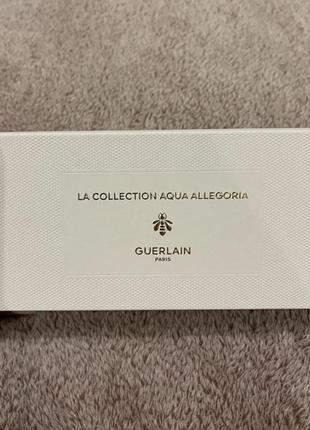 LA COLLECTION AQUA ALLEGORIA
GUERLAIN
PARIS